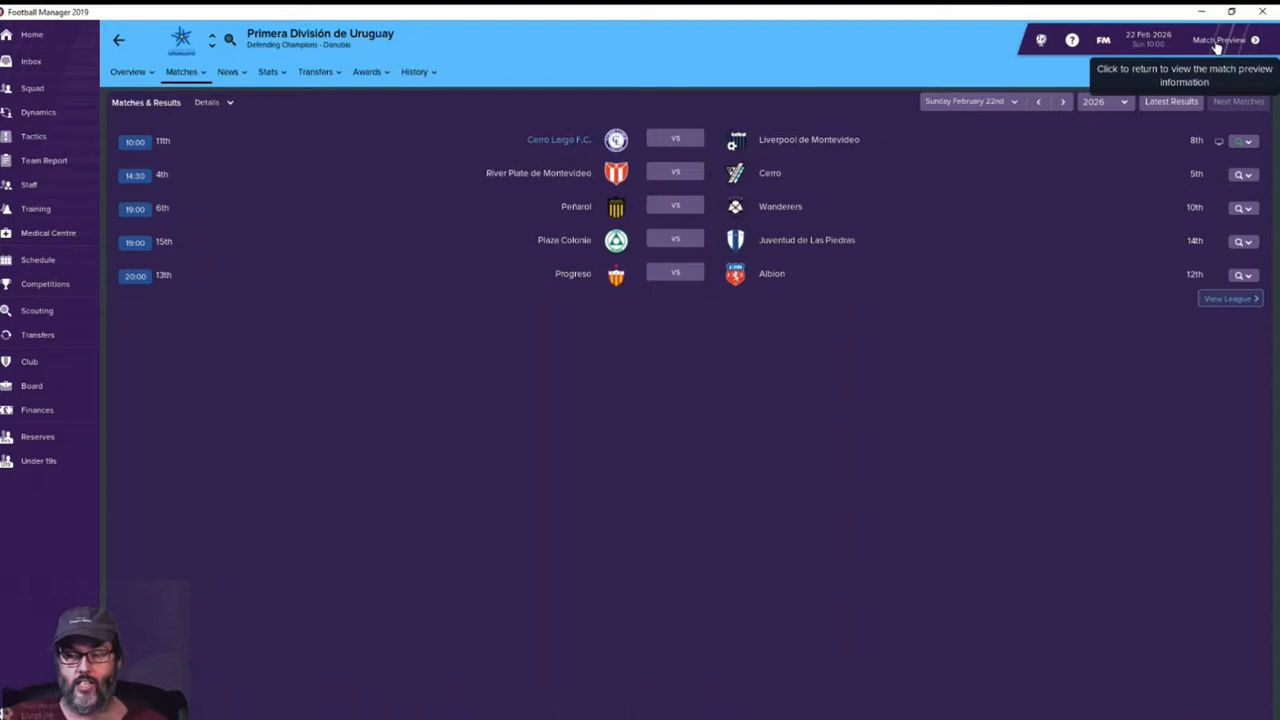 Football Manager 2019
Home
Inbox
Squad
Dynamics
Tactics
Team Report
Staff
Training
Medical Centre
Schedule
Competitions
Scouting
Transfers
Club
Board
Finances
Reserves
Under 19s
Primera División de Uruguay
Defending Champions - Danubio
? FM 22 Feb 2026 Match Preview
Sun 10:00
Overview Matches News Stats Transfers Awards History
Click to return to view the match preview
information
Matches & Results Details Sunday February 22nd 2026 Latest Results Next Matches
10:00 11th Cerro Largo F.C. vs Liverpool de Montevideo 8th
14:30 4th River Plate de Montevideo vs Cerro 5th
19:00 6th Peñarol vs Wanderers 10th
19:00 15th Plaza Colonia vs Juventud de Las Piedras 14th
20:00 13th Progreso vs Albion 12th
View League